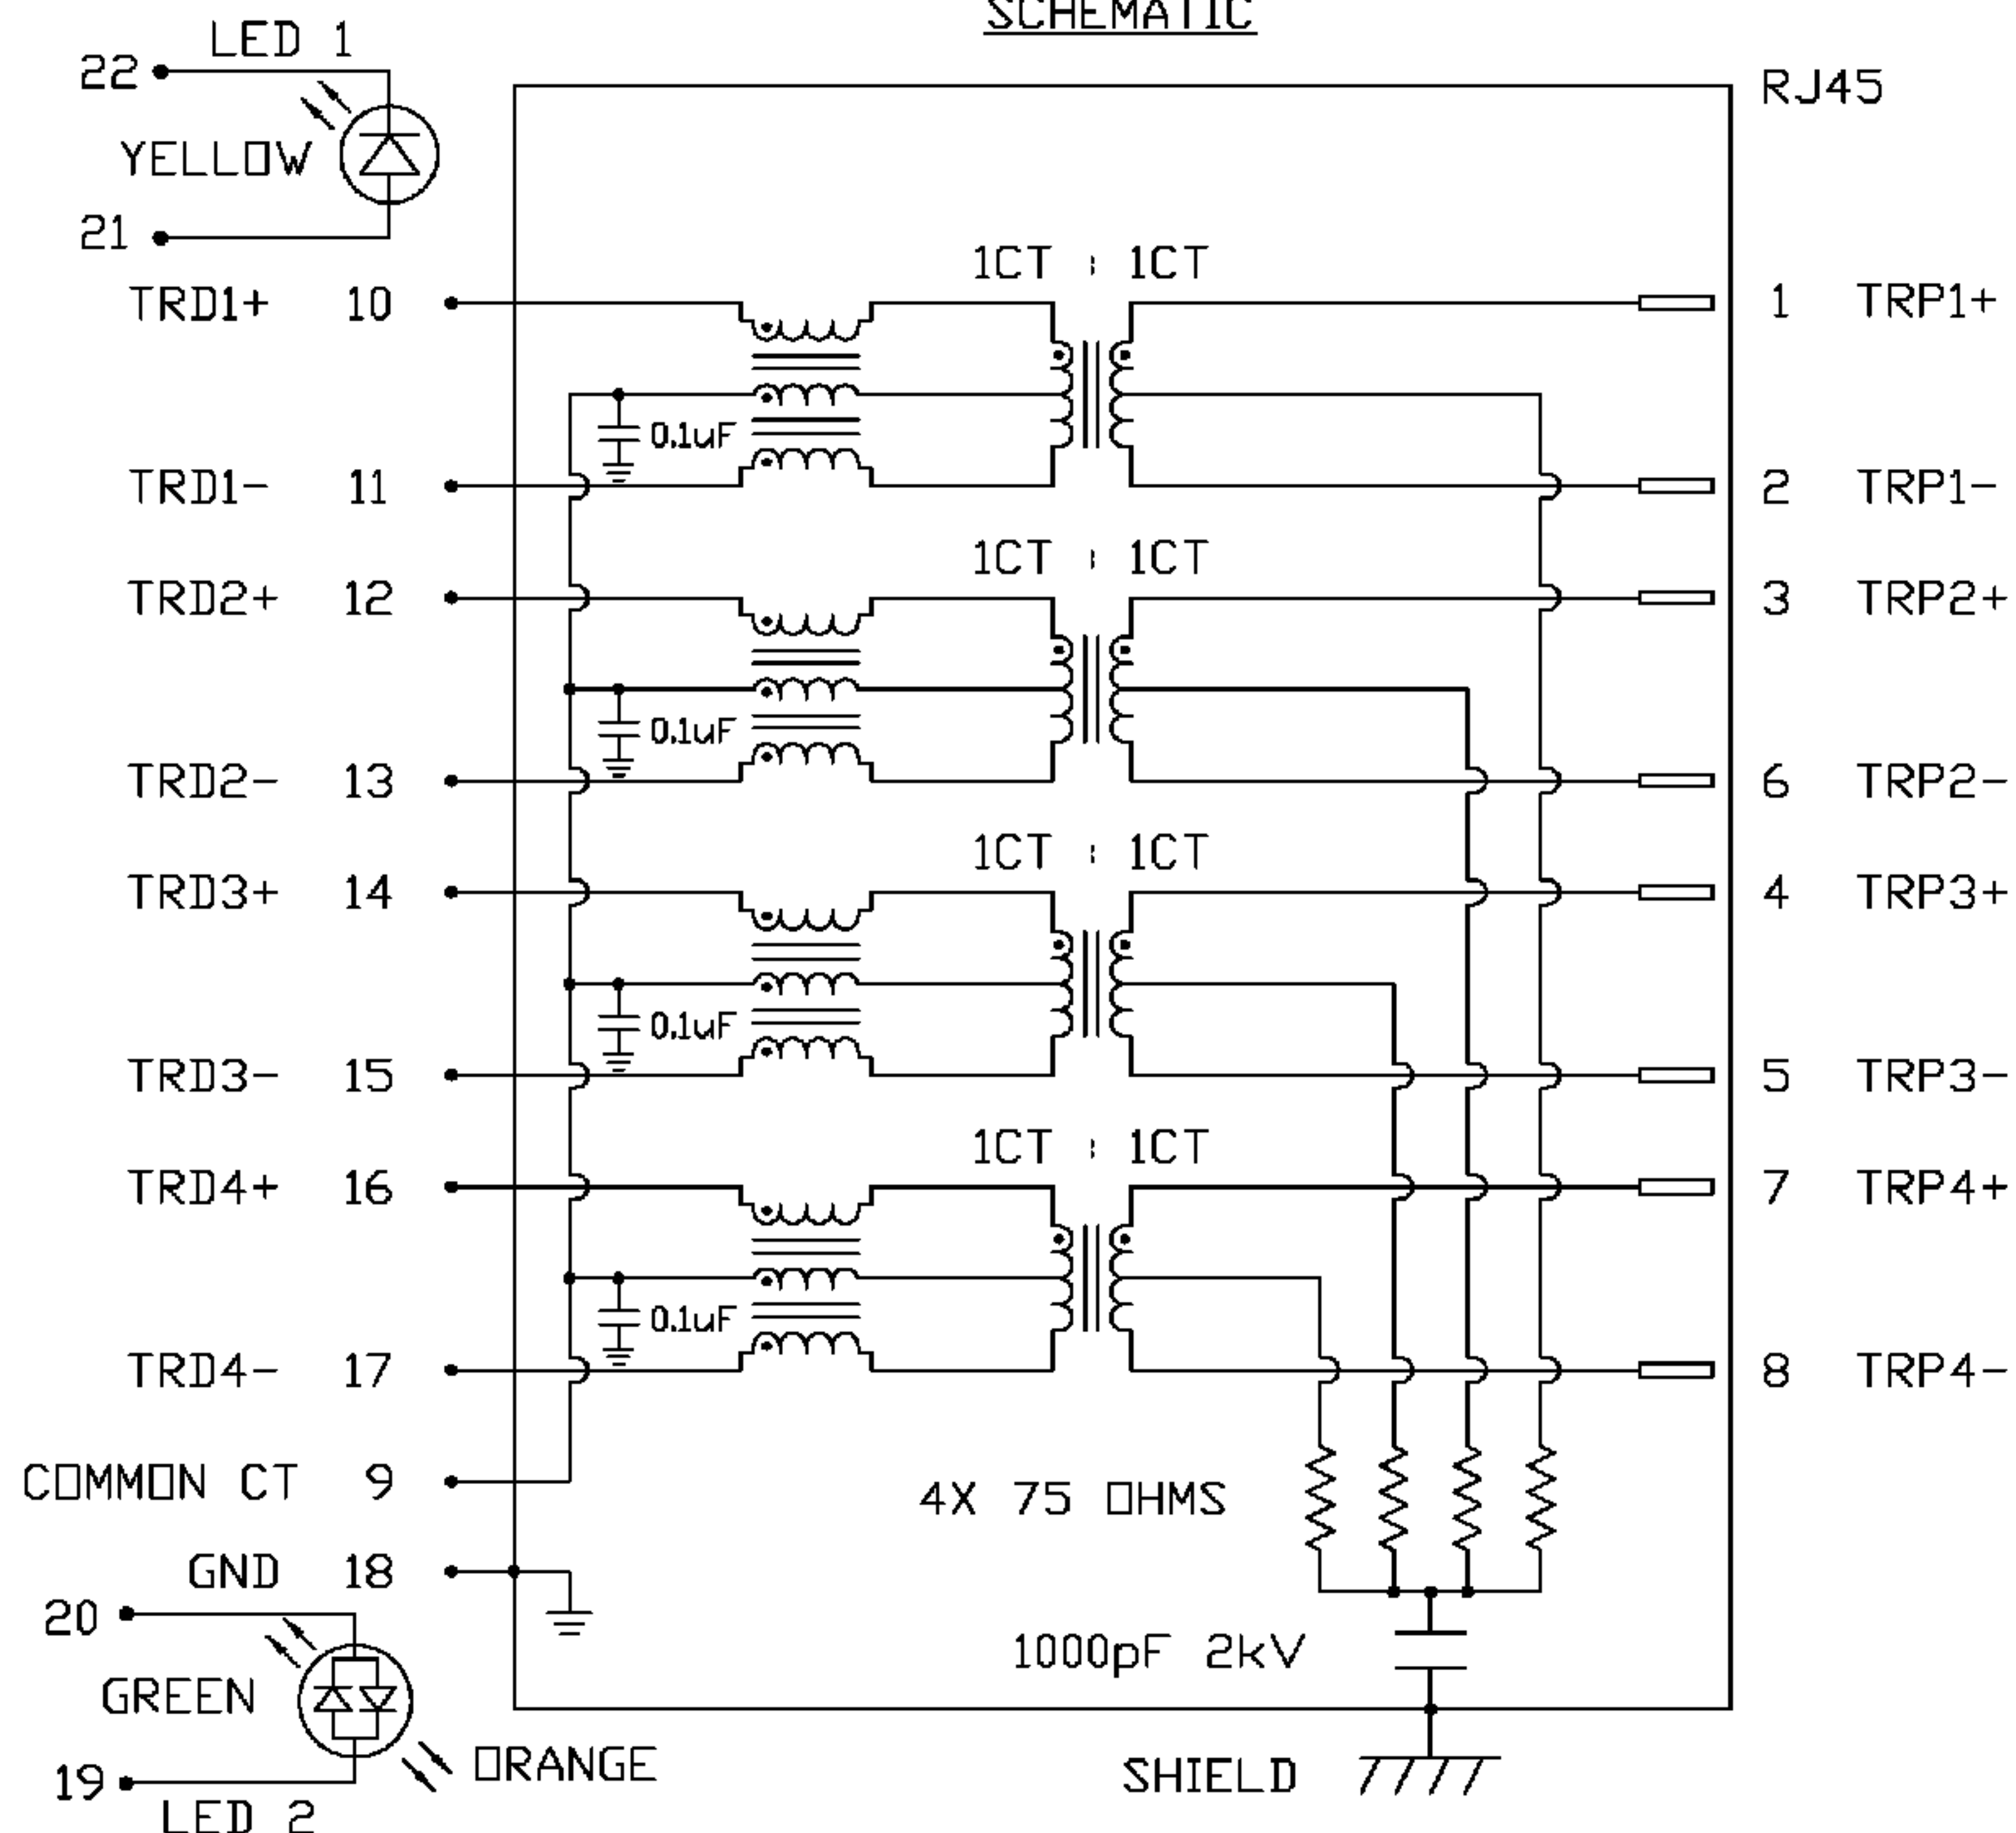 SCHEMATIC
LED 1
22
RJ45
YELLOW
21
1CT : 1CT
TRD1+ 10
1 TRP1+
0.1uF
TRD1- 11
2 TRP1-
1CT : 1CT
TRD2+ 12
3 TRP2+
0.1uF
TRD2- 13
6 TRP2-
1CT : 1CT
TRD3+ 14
4 TRP3+
0.1uF
TRD3- 15
5 TRP3-
1CT : 1CT
TRD4+ 16
7 TRP4+
0.1uF
TRD4- 17
8 TRP4-
COMMON CT 9
4X 75 OHMS
GND 18
20
1000pF 2kV
GREEN
ORANGE
19
SHIELD
LED 2